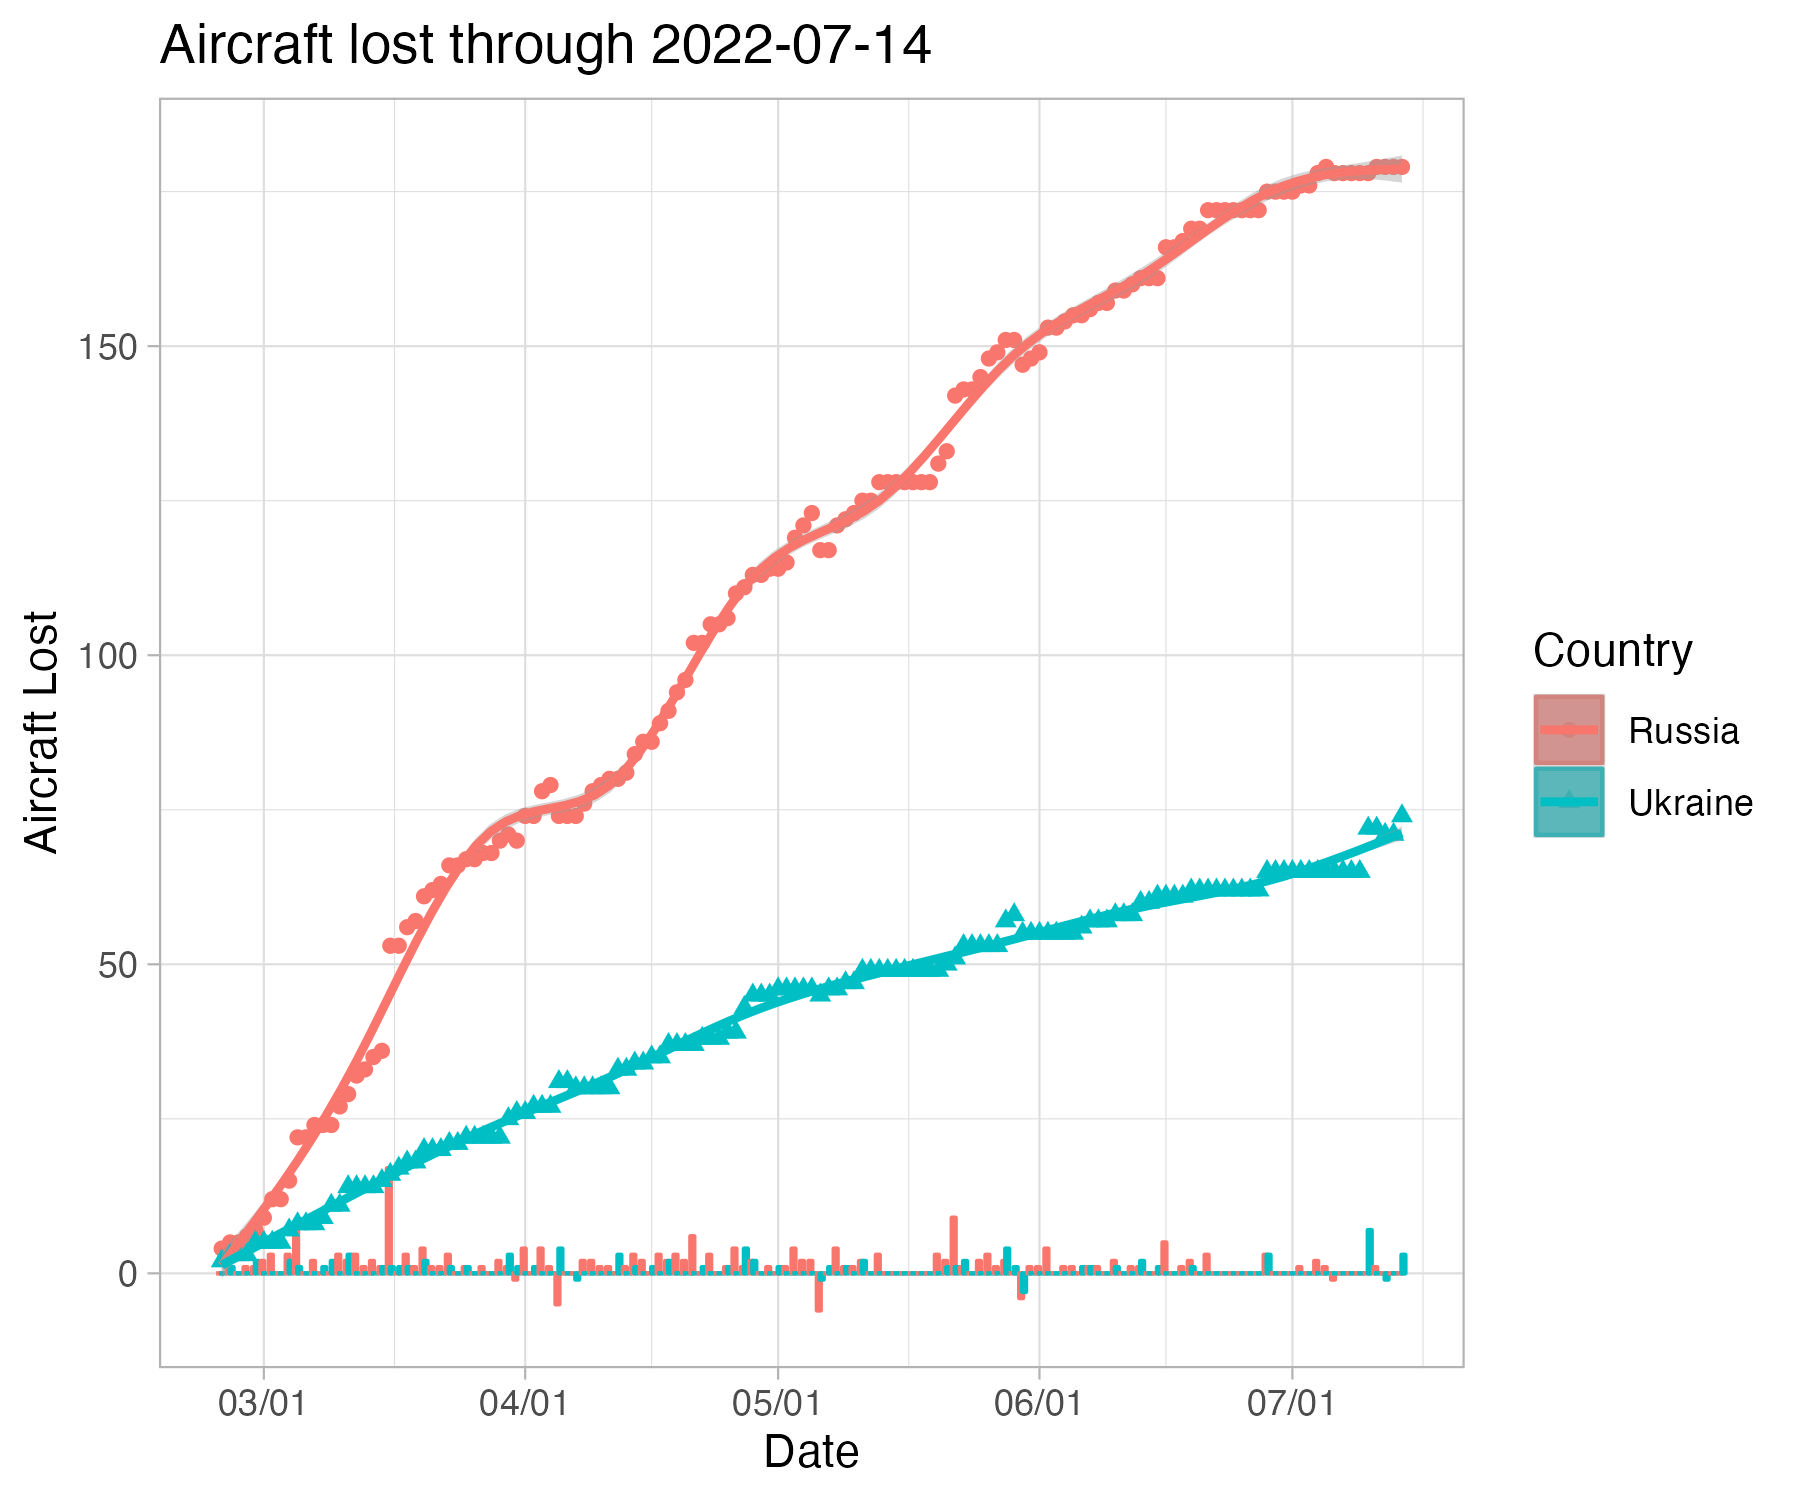 Aircraft lost through 2022-07-14
Aircraft Lost
150
100
50
0
03/01
04/01
05/01
06/01
07/01
Date
Country
Russia
Ukraine